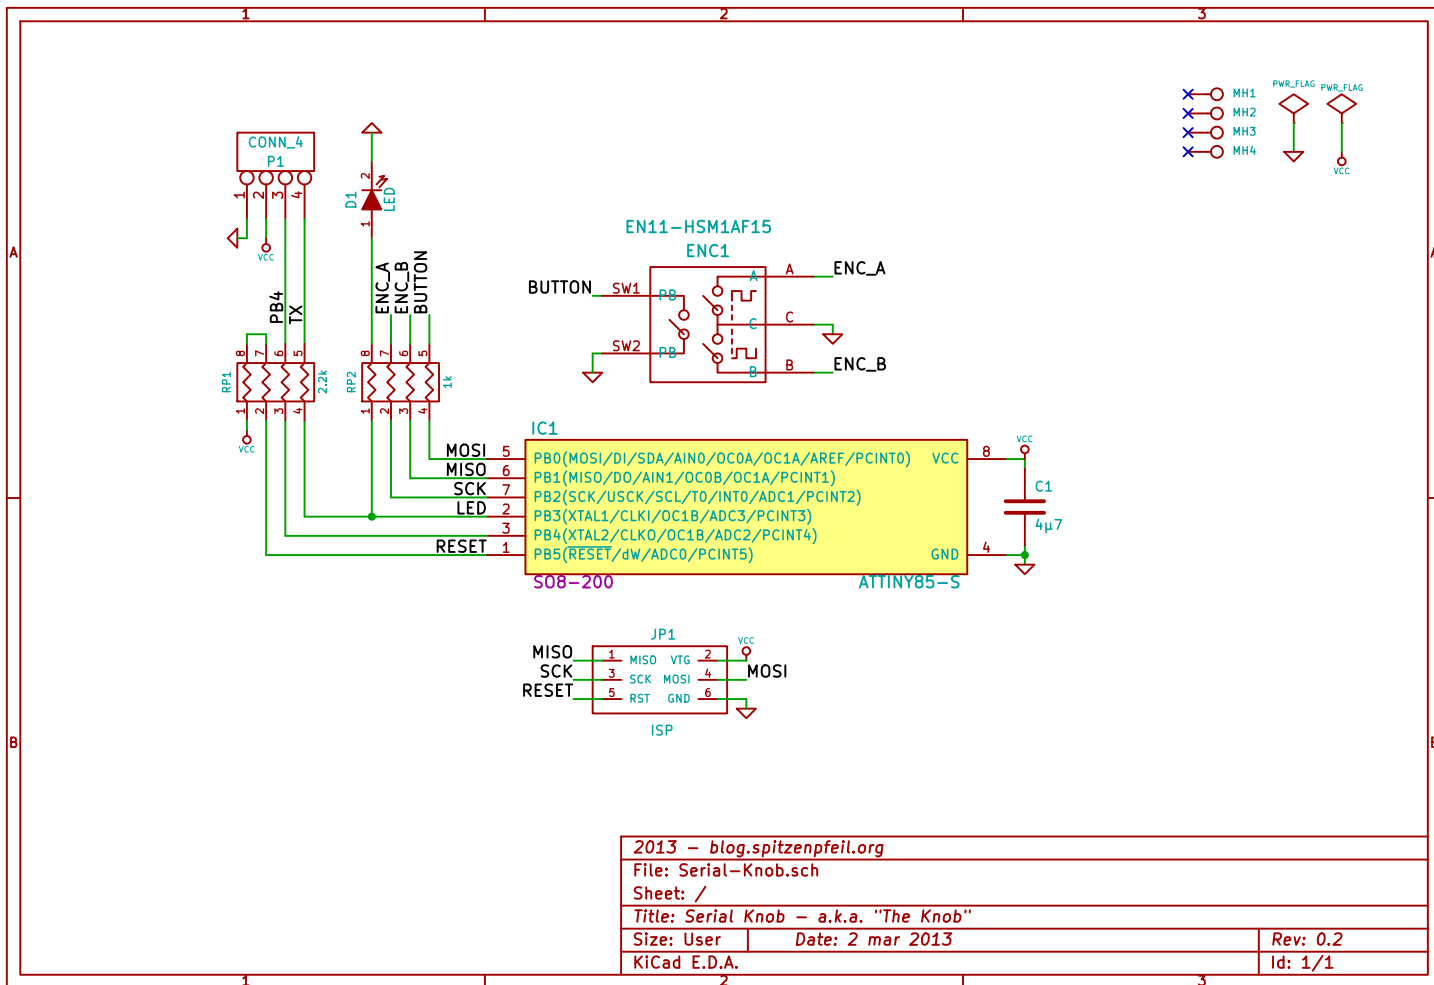 1 2 3
A
B
MH1
MH2
MH3
MH4
PWR_FLAG PWR_FLAG
VCC
CONN_4
P1
1 2 3 4
VCC
PB4
TX
D1
LED
2
1
ENC_A
ENC_B
BUTTON
RP1
8 7 6 5
2.2k
1 2 3 4
VCC
RP2
8 7 6 5
1k
1 2 3 4
EN11-HSM1AF15
ENC1
BUTTON SW1 PB
SW2 PB
A A ENC_A
C C
B B ENC_B
IC1
MOSI 5 PB0(MOSI/DI/SDA/AIN0/OC0A/OC1A/AREF/PCINT0) VCC 8
MISO 6 PB1(MISO/DO/AIN1/OC0B/OC1A/PCINT1)
SCK 7 PB2(SCK/USCK/SCL/T0/INT0/ADC1/PCINT2)
LED 2 PB3(XTAL1/CLKI/OC1B/ADC3/PCINT3)
3 PB4(XTAL2/CLKO/OC1B/ADC2/PCINT4)
RESET 1 PB5(RESET/dW/ADC0/PCINT5) GND 4
SO8-200 ATTINY85-S
VCC
C1
4µ7
JP1
MISO 1 MISO VTG 2 VCC
SCK 3 SCK MOSI 4 MOSI
RESET 5 RST GND 6
ISP
2013 - blog.spitzenpfeil.org
File: Serial-Knob.sch
Sheet: /
Title: Serial Knob - a.k.a. "The Knob"
Size: User Date: 2 mar 2013 Rev: 0.2
KiCad E.D.A. Id: 1/1
1 2 3